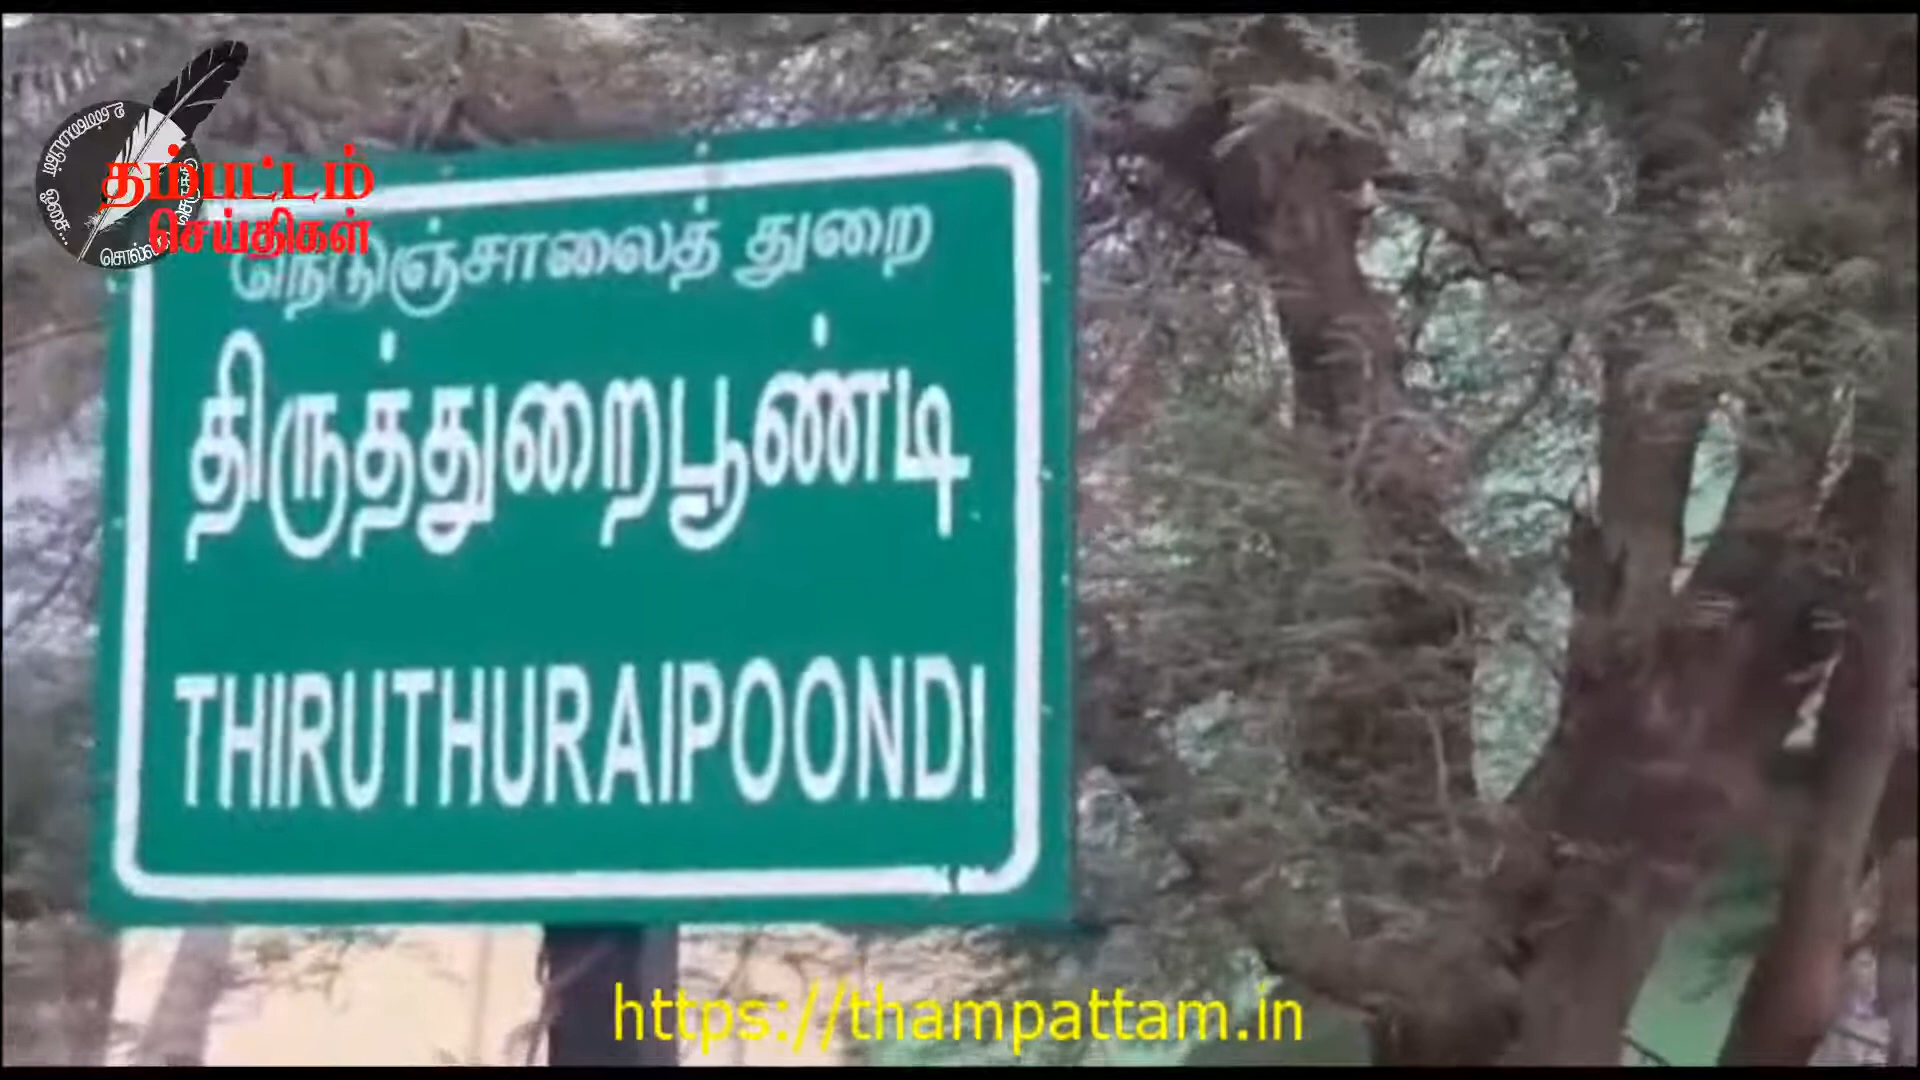 தம்பட்டம்
செய்திகள்
நெடுஞ்சாலைத் துறை
திருத்துறைபூண்டி
THIRUTHURAIPOONDI
https://thampattam.in